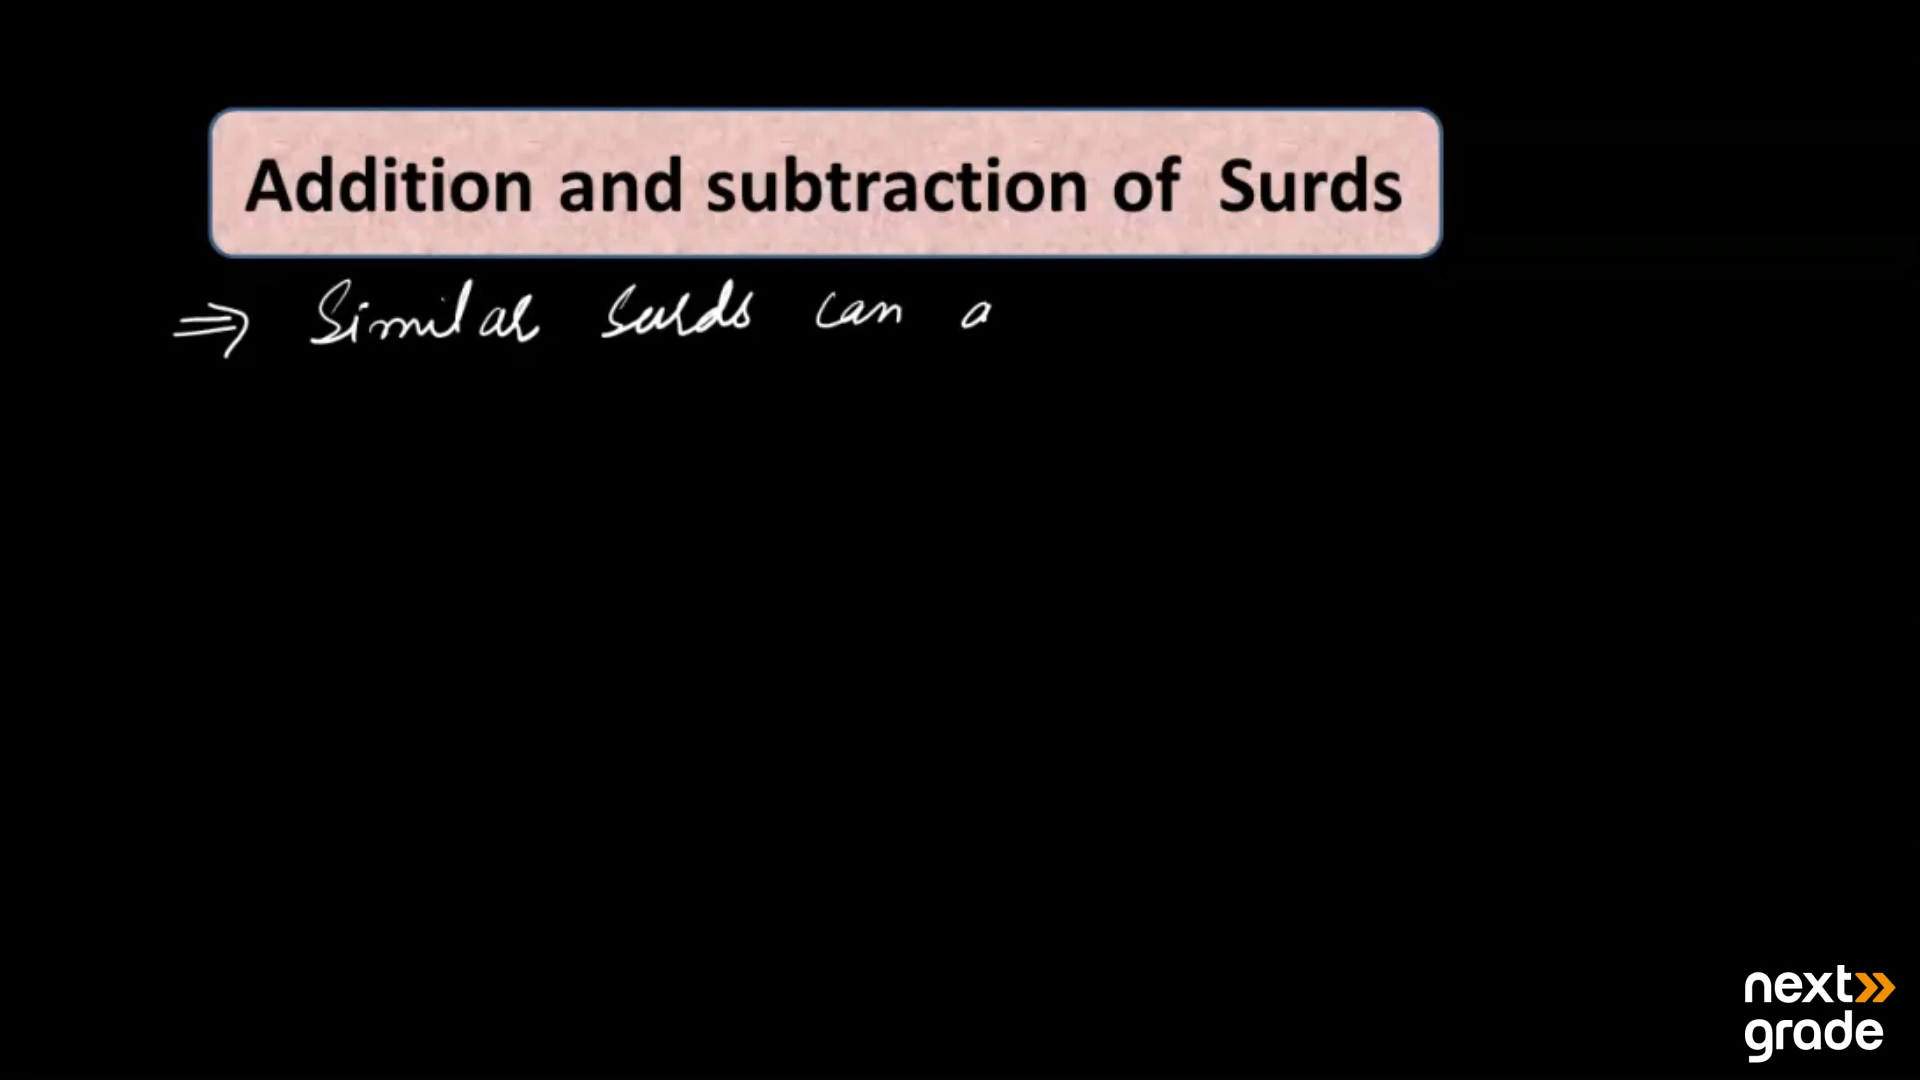 Addition and subtraction of Surds
⇒ Similar Surds can a
next
grade